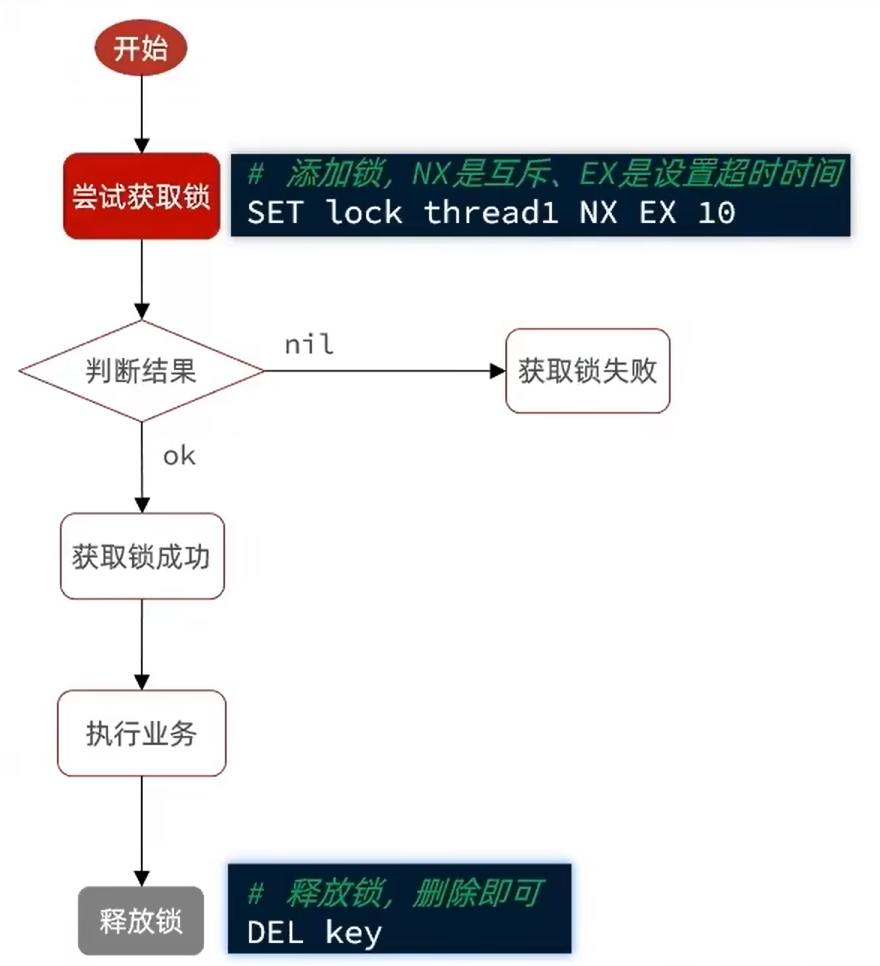 开始
尝试获取锁
# 添加锁，NX是互斥、EX是设置超时时间
SET lock thread1 NX EX 10
判断结果
nil
获取锁失败
ok
获取锁成功
执行业务
释放锁
# 释放锁，删除即可
DEL key